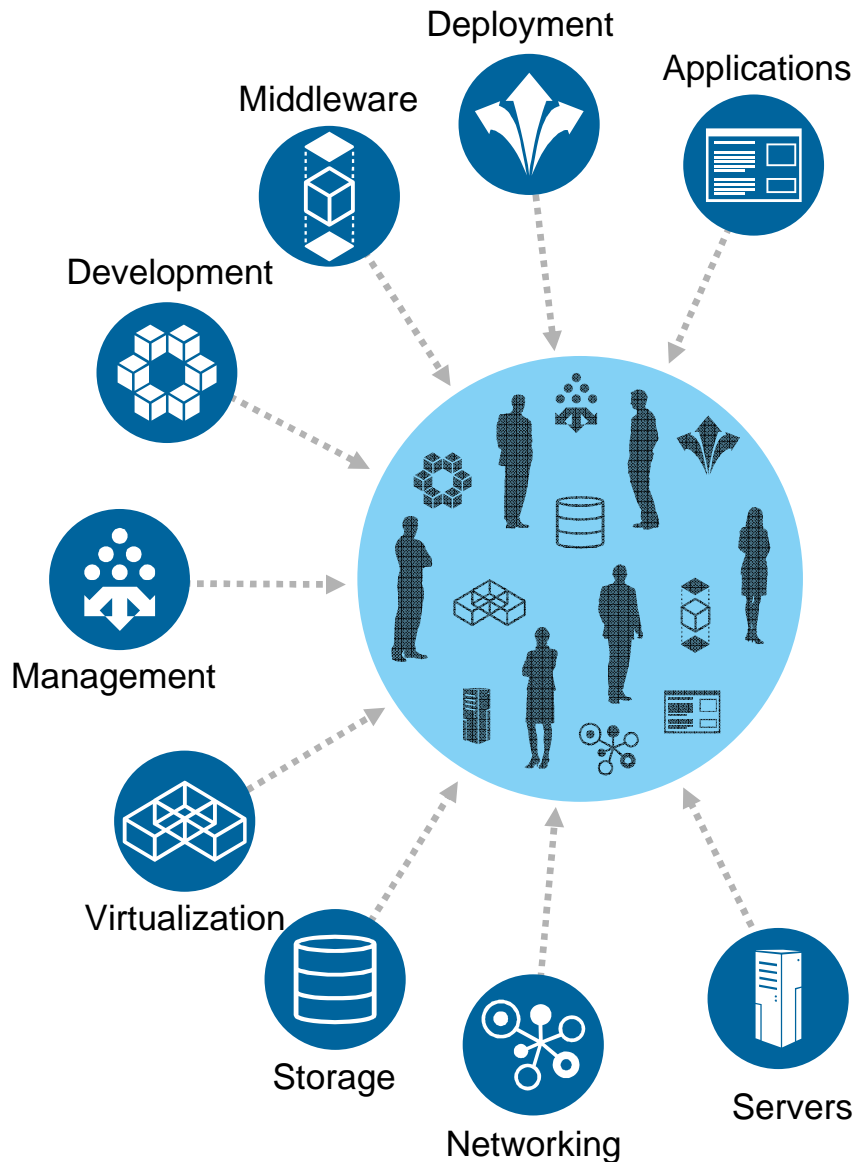 Deployment
Applications
Middleware
Development
Management
Virtualization
Storage
Servers
Networking